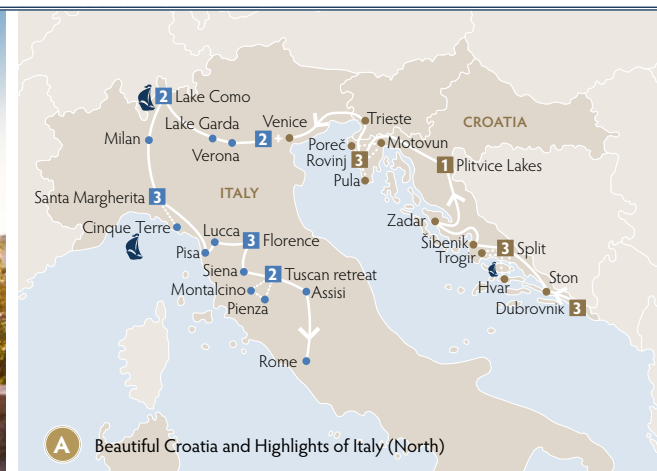 2 Lake Como
Lake Garda
Venice
Trieste
CROATIA
Milan
Verona
2 +
Poreč
Motovun
Rovinj 3
1 Plitvice Lakes
Pula
Santa Margherita 3
ITALY
Zadar
Cinque Terre
Lucca
3 Florence
Šibenik
3 Split
Pisa
Trogir
Siena
2 Tuscan retreat
Hvar
Ston
Montalcino
Assisi
Pienza
Dubrovnik 3
Rome
A Beautiful Croatia and Highlights of Italy (North)